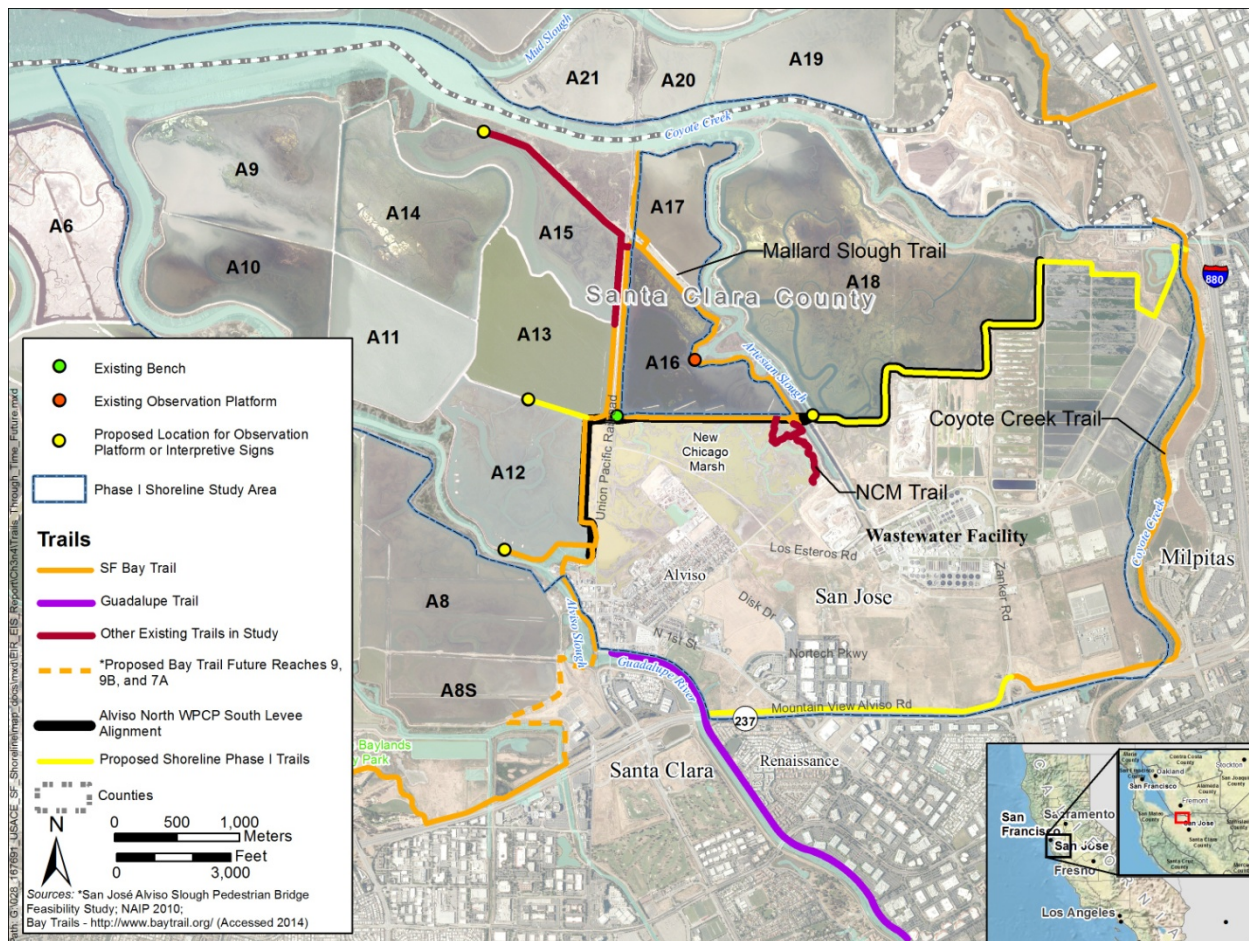 Mud Slough
A21
A20
A19
Coyote Creek
A9
A14
A17
A6
A15
Mallard Slough Trail
A10
A18
880
Santa Clara County
A11
A13
A16
Artesian Slough
Coyote Creek Trail
Union Pacific Railroad
New
Chicago
Marsh
A12
NCM Trail
Wastewater Facility
Coyote Creek
Los Esteros Rd
Milpitas
Alviso
Zanker Rd
San Jose
A8
Disk Dr
Alviso Slough
N 1st St
Nortech Pkwy
Guadalupe River
A8S
Mountain View Alviso Rd
237
Baylands
Park
Santa Clara
Renaissance
Existing Bench
Existing Observation Platform
Proposed Location for Observation
Platform or Interpretive Signs
Phase I Shoreline Study Area
Trails
SF Bay Trail
Guadalupe Trail
Other Existing Trails in Study
*Proposed Bay Trail Future Reaches 9,
9B, and 7A
Alviso North WPCP South Levee
Alignment
Proposed Shoreline Phase I Trails
Counties
N
0 500 1,000
Meters
Feet
0 3,000
Sources: *San José Alviso Slough Pedestrian Bridge
Feasibility Study; NAIP 2010;
Bay Trails - http://www.baytrail.org/ (Accessed 2014)
San
Francisco
Sacramento
San Jose
Fresno
Los Angeles
Stockton
Oakland
San Francisco
Fremont
San Jose